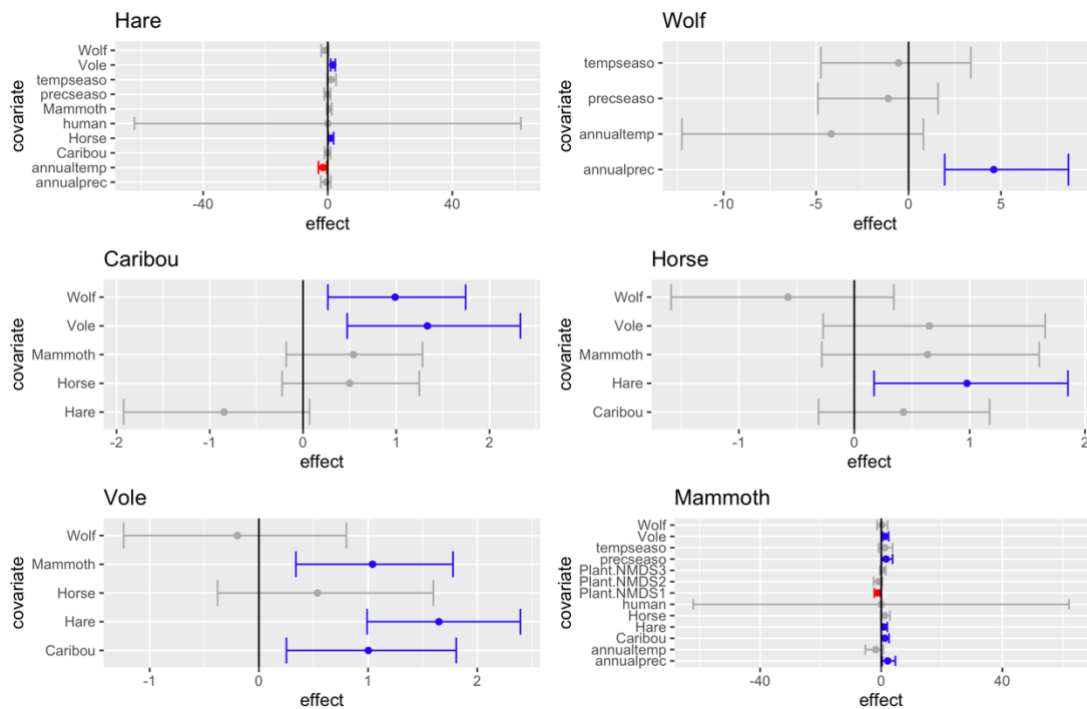 Hare
covariate
Wolf
Vole
tempseaso
precseaso
Mammoth
human
Horse
Caribou
annualtemp
annualprec
-40
0
40
effect
Wolf
covariate
tempseaso
precseaso
annualtemp
annualprec
-10
-5
0
5
effect
Caribou
covariate
Wolf
Vole
Mammoth
Horse
Hare
-2
-1
0
1
2
effect
Horse
covariate
Wolf
Vole
Mammoth
Hare
Caribou
-1
0
1
2
effect
Vole
covariate
Wolf
Mammoth
Horse
Hare
Caribou
-1
0
1
2
effect
Mammoth
covariate
Wolf
Vole
tempseaso
precseaso
Plant.NMDS3
Plant.NMDS2
Plant.NMDS1
human
Horse
Hare
Caribou
annualtemp
annualprec
-40
0
40
effect